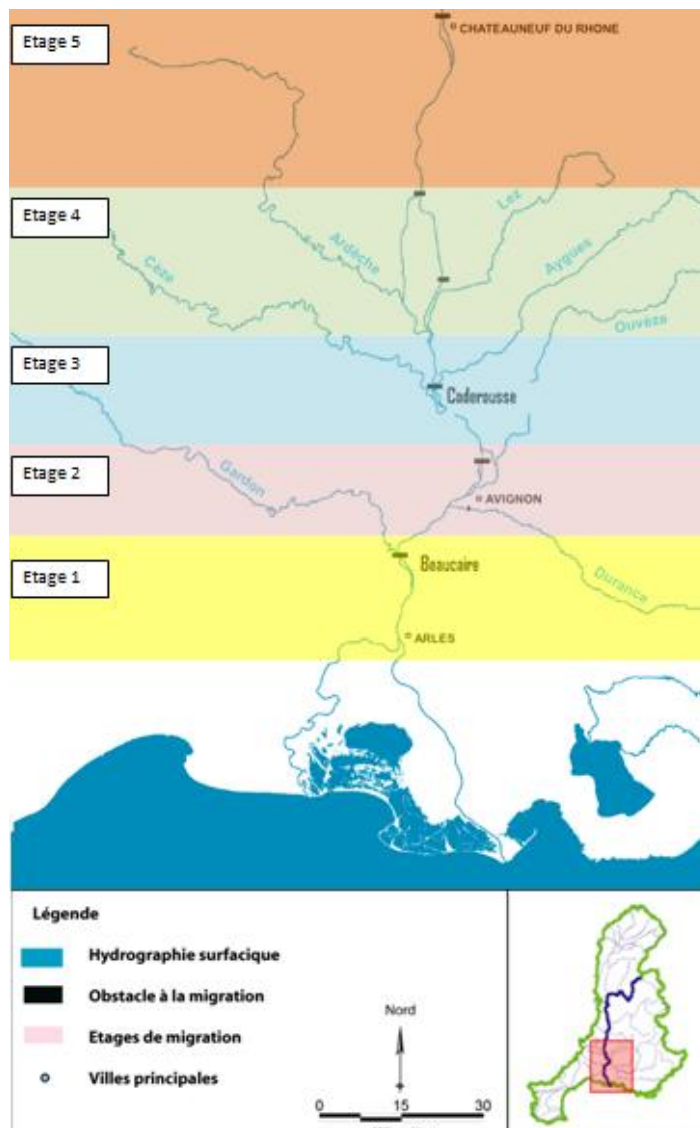 Etage 5
CHATEAUNEUF DU RHONE
Etage 4
Lez
Ardèche
Aygues
Cèze
Ouvèze
Etage 3
Caderousse
Etage 2
Gardon
AVIGNON
Etage 1
Beaucaire
Durance
ARLES
Légende
Hydrographie surfacique
Obstacle à la migration
Nord
Etages de migration
Villes principales
0 15 30